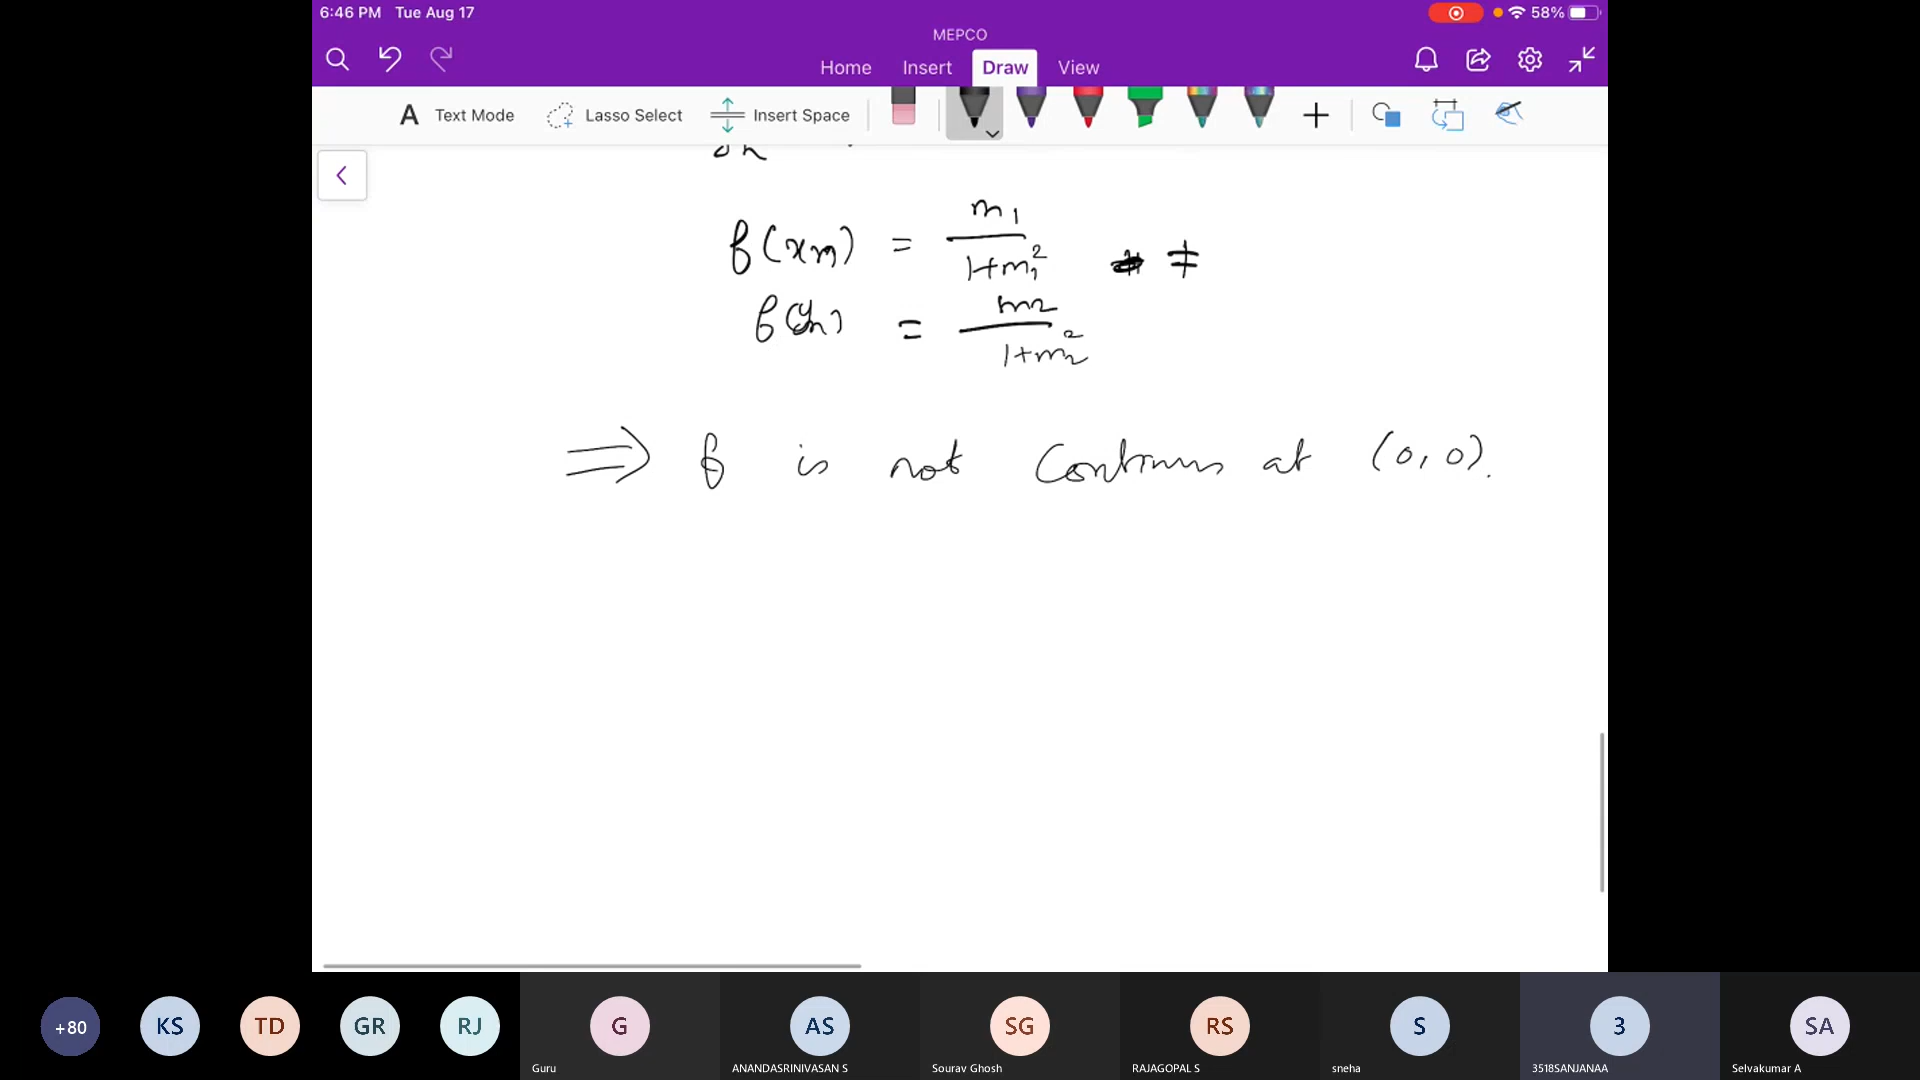 6:46 PM Tue Aug 17
58%
MEPCO
Home Insert Draw View
A Text Mode Lasso Select Insert Space
f(xn) = m1/1+m1² ≠
f(yn) = m2/1+m2²
⇒ f is not Continus at (0,0).
+80 KS TD GR RJ G AS SG RS S 3 SA
Guru ANANDASRINIVASAN S Sourav Ghosh RAJAGOPAL S sneha 3518SANJANAA Selvakumar A